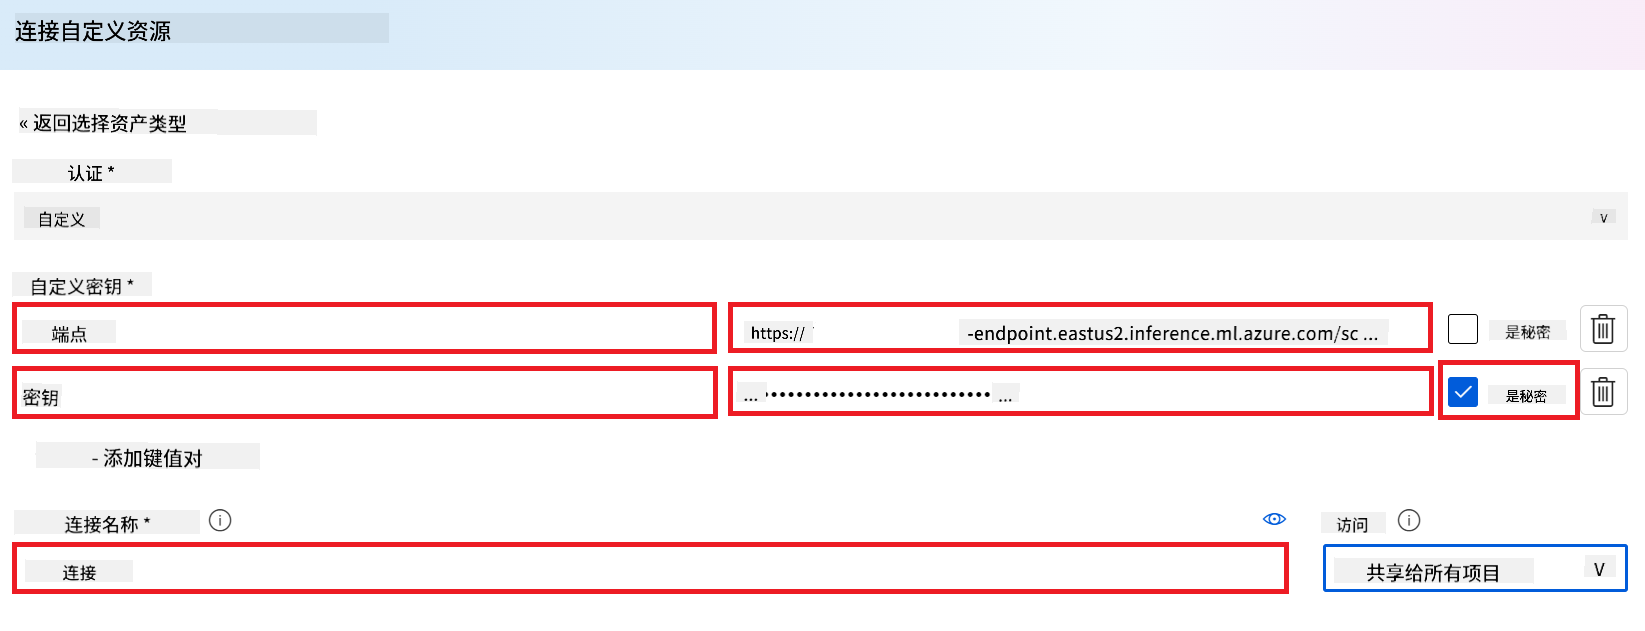 连接自定义资源
« 返回选择资产类型
认证 *
自定义
自定义密钥 *
端点 https:// -endpoint.eastus2.inference.ml.azure.com/sc ... 是秘密
密钥 ... •••••••••••••••••••••••••••• ... 是秘密
- 添加键值对
连接名称 * 访问
连接 共享给所有项目